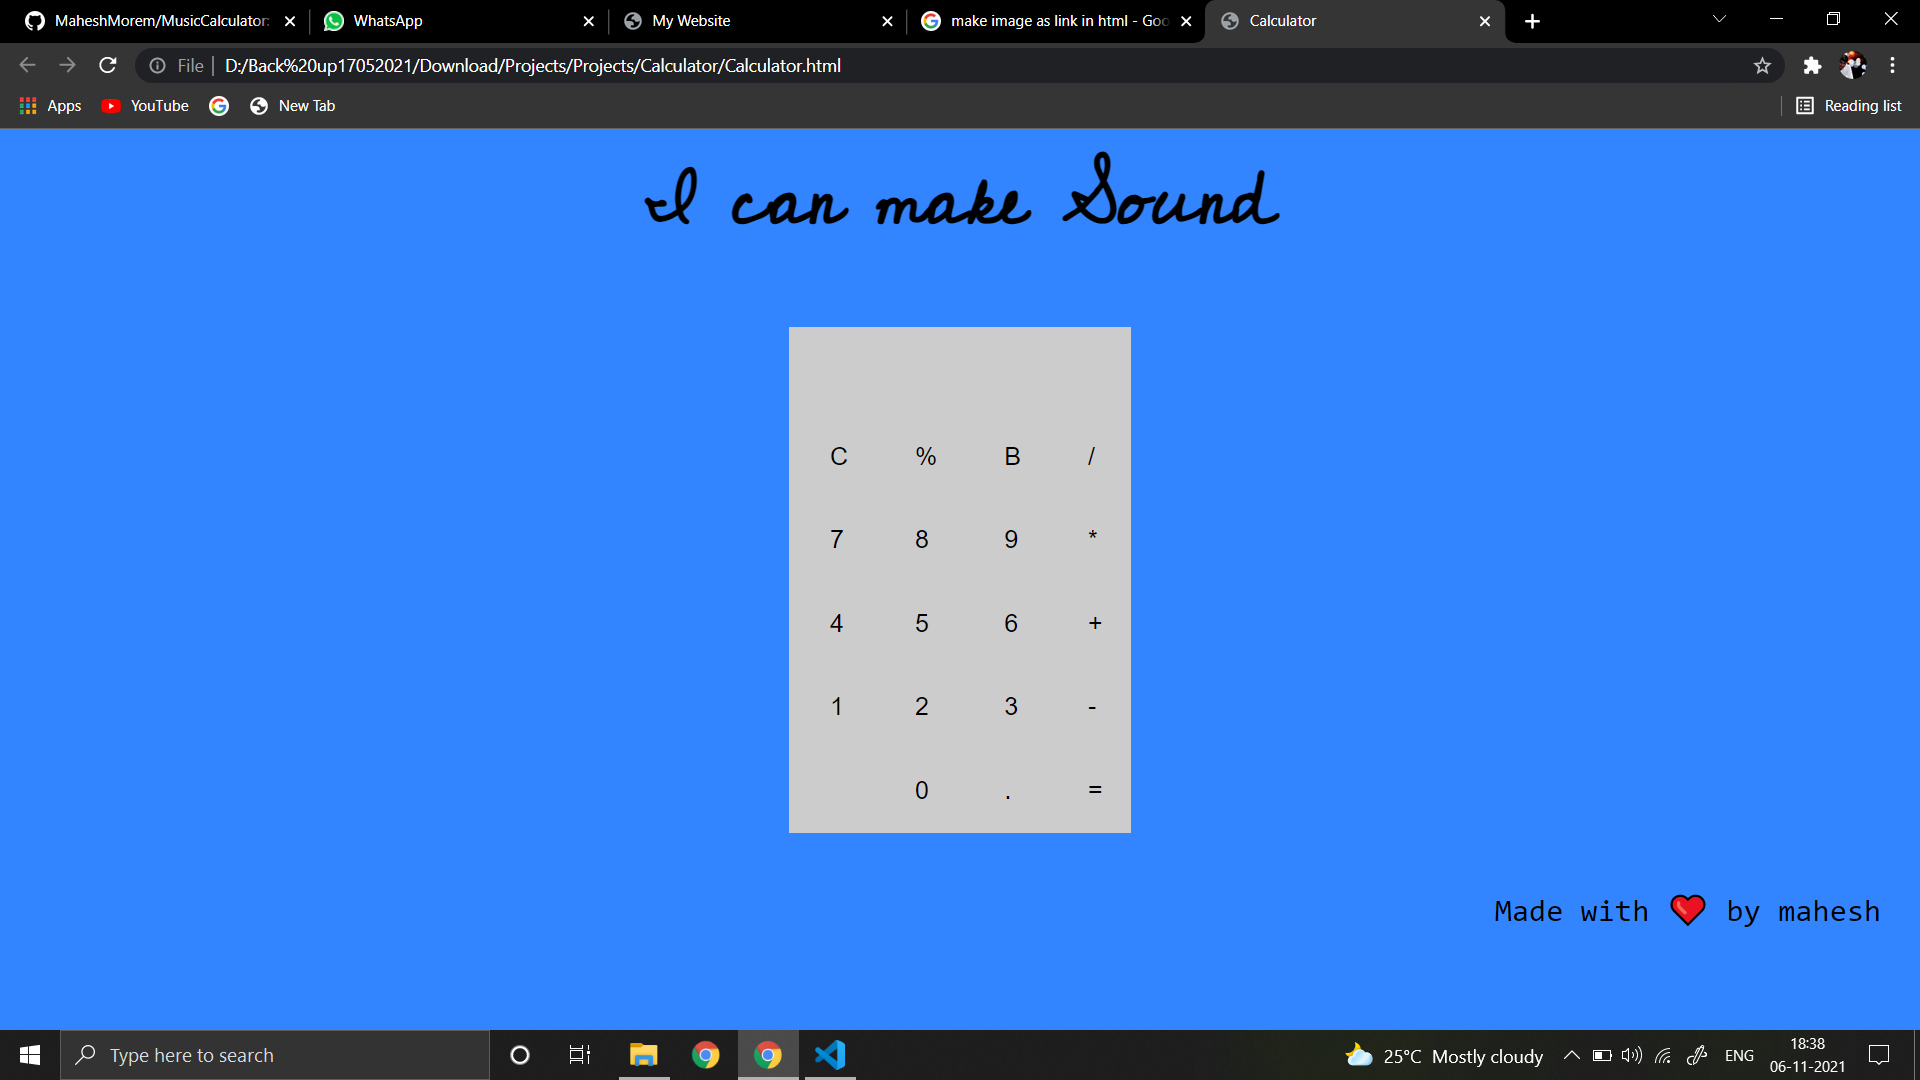 MaheshMorem/MusicCalculator:
WhatsApp
My Website
make image as link in html - Goo
Calculator
File
D:/Back%20up17052021/Download/Projects/Projects/Calculator/Calculator.html
Apps
YouTube
New Tab
Reading list
I can make Sound
C % B /
7 8 9 *
4 5 6 +
1 2 3 -
0 . =
Made with ❤ by mahesh
Type here to search
25°C Mostly cloudy
ENG
18:38
06-11-2021